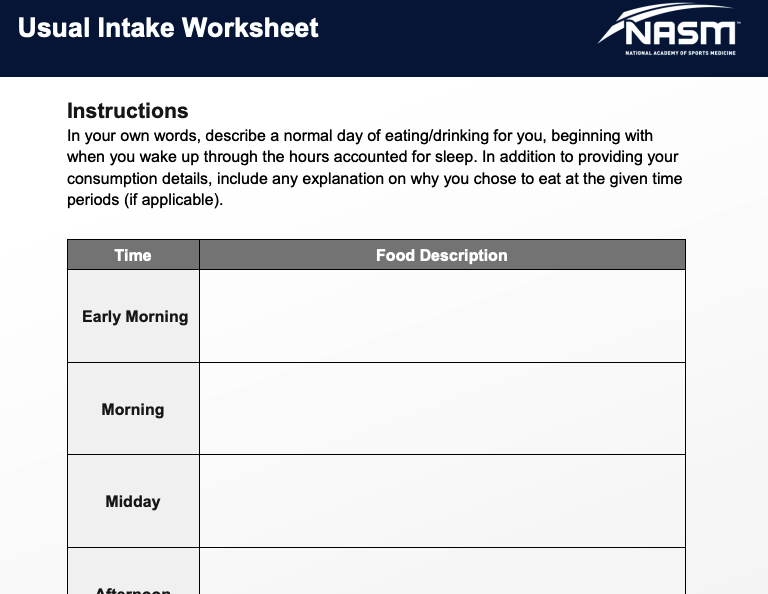 Usual Intake Worksheet
NASM™
NATIONAL ACADEMY OF SPORTS MEDICINE
Instructions
In your own words, describe a normal day of eating/drinking for you, beginning with
when you wake up through the hours accounted for sleep. In addition to providing your
consumption details, include any explanation on why you chose to eat at the given time
periods (if applicable).
Time Food Description
Early Morning
Morning
Midday
Afternoon